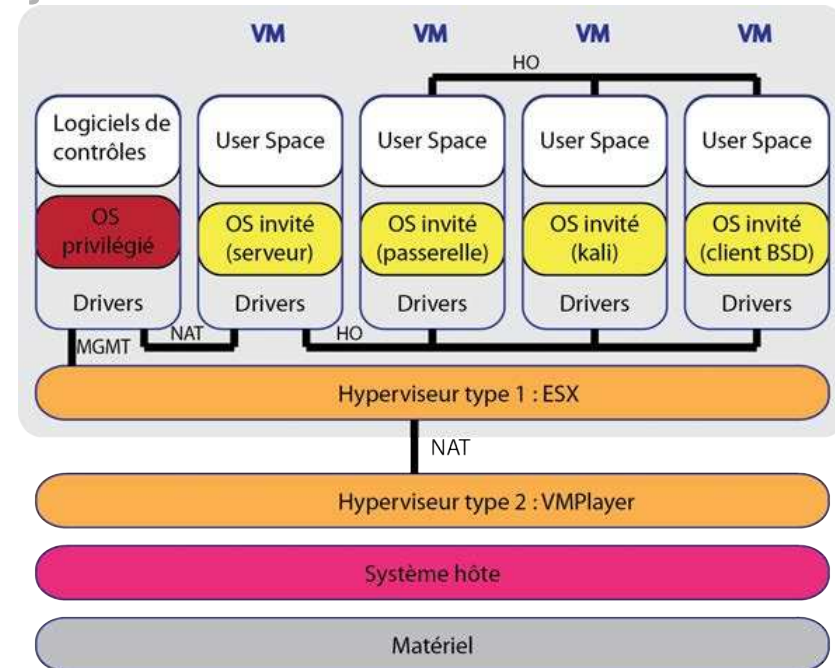 VM
VM
VM
VM
HO
Logiciels de
contrôles
User Space
User Space
User Space
User Space
OS
privilégié
OS invité
(serveur)
OS invité
(passerelle)
OS invité
(kali)
OS invité
(client BSD)
Drivers
Drivers
Drivers
Drivers
Drivers
MGMT
NAT
HO
Hyperviseur type 1 : ESX
NAT
Hyperviseur type 2 : VMPlayer
Système hôte
Matériel